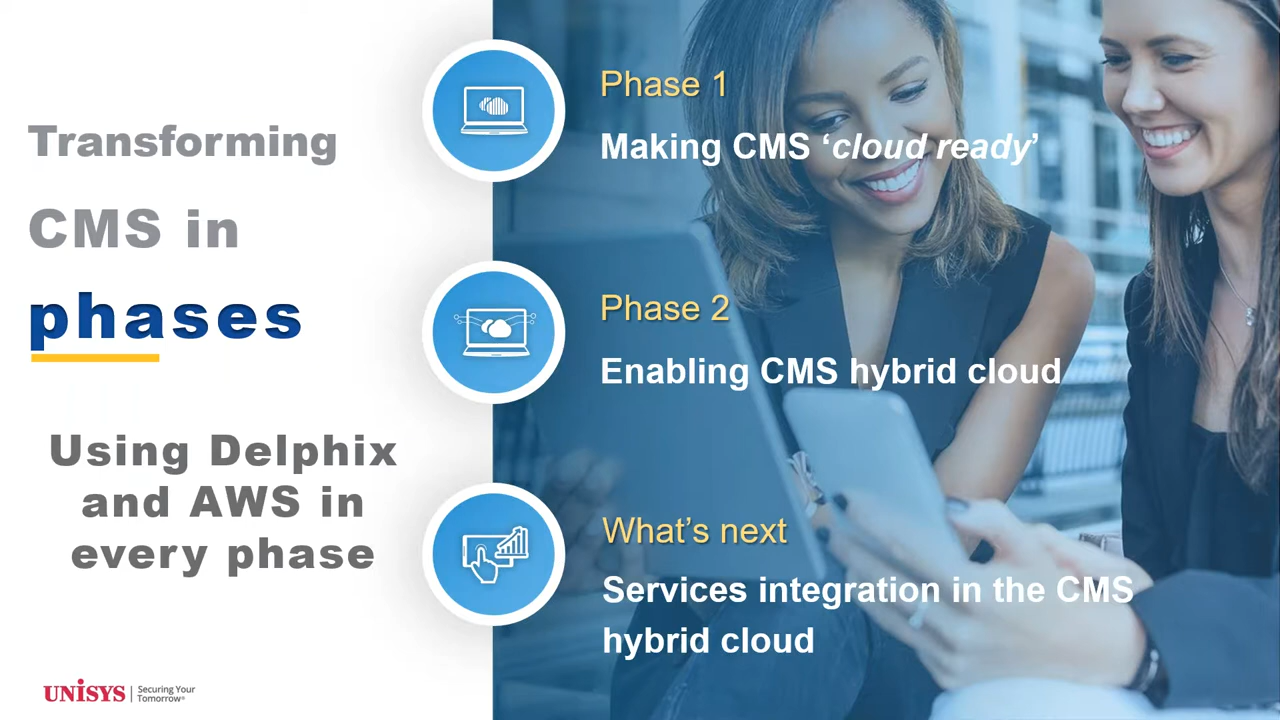 Transforming
CMS in
phases
Using Delphix
and AWS in
every phase
UNISYS | Securing Your
Tomorrow®
Phase 1
Making CMS ‘cloud ready’
Phase 2
Enabling CMS hybrid cloud
What’s next
Services integration in the CMS
hybrid cloud